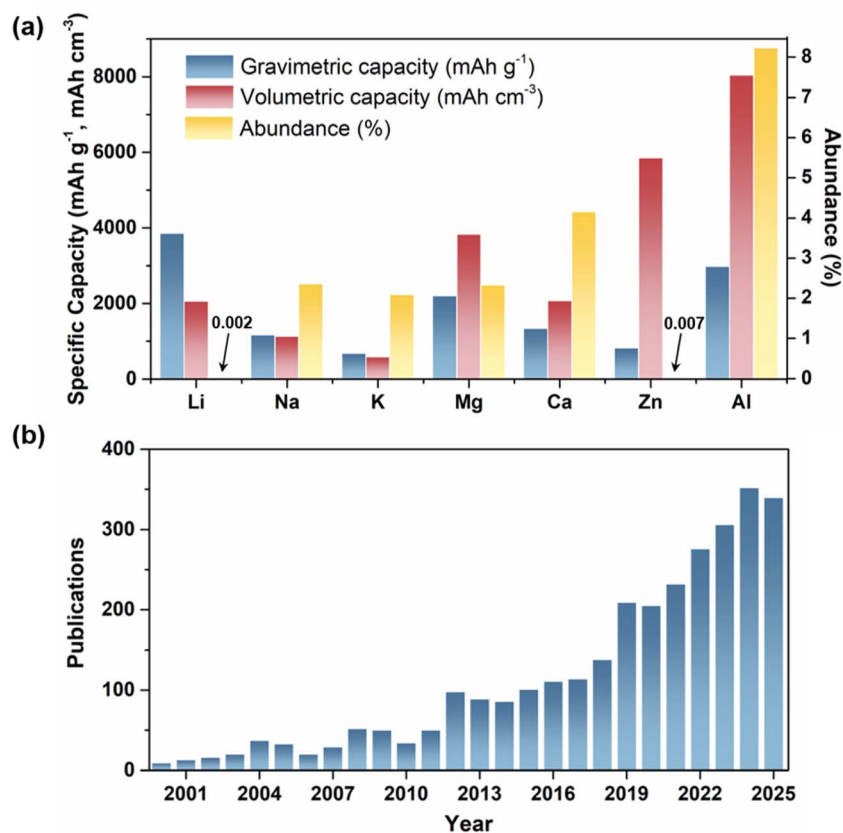 (a)
Gravimetric capacity (mAh g⁻¹)
Volumetric capacity (mAh cm⁻³)
Abundance (%)
Specific Capacity (mAh g⁻¹, mAh cm⁻³)
8000
6000
4000
2000
0
0.002
0.007
Li Na K Mg Ca Zn Al
8
7
6
5
4
3
2
1
0
Abundance (%)
(b)
Publications
400
300
200
100
0
2001 2004 2007 2010 2013 2016 2019 2022 2025
Year